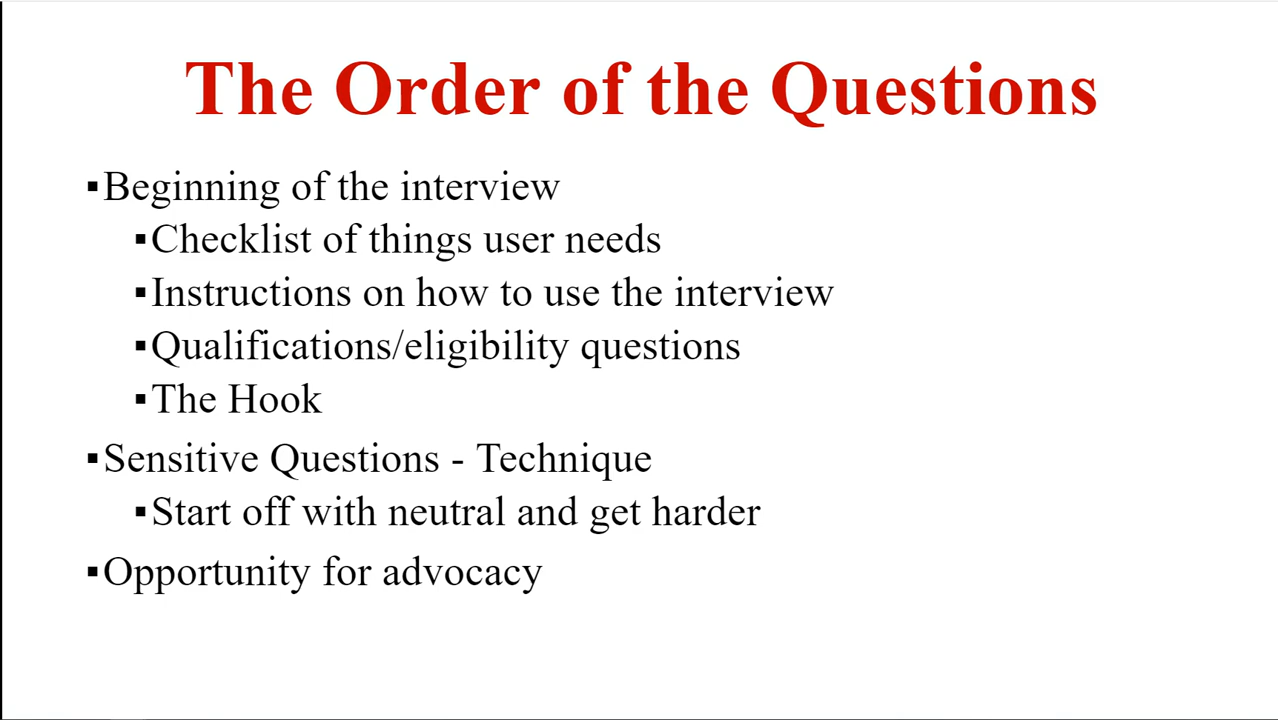 The Order of the Questions
▪Beginning of the interview
▪Checklist of things user needs
▪Instructions on how to use the interview
▪Qualifications/eligibility questions
▪The Hook
▪Sensitive Questions - Technique
▪Start off with neutral and get harder
▪Opportunity for advocacy